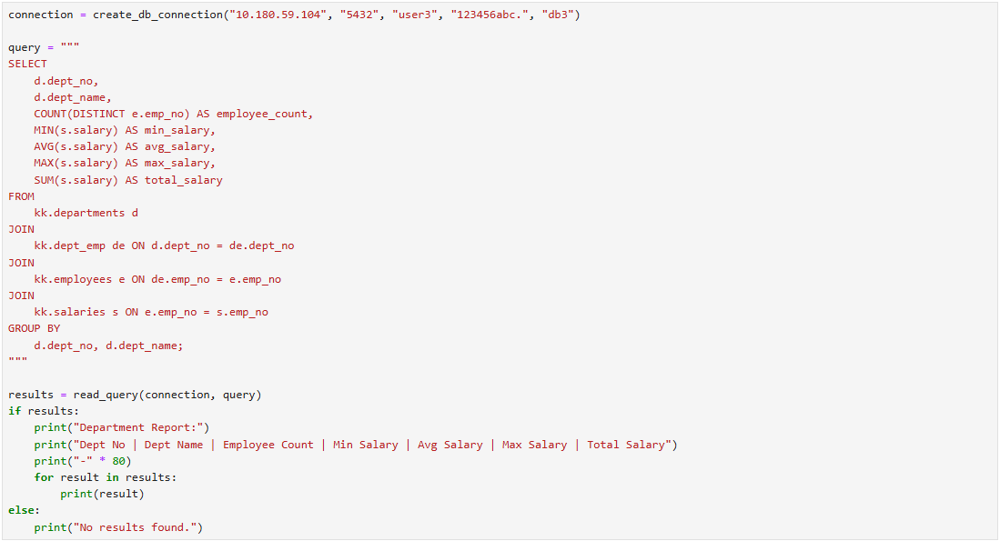 connection = create_db_connection("10.180.59.104", "5432", "user3", "123456abc.", "db3")

query = """
SELECT
    d.dept_no,
    d.dept_name,
    COUNT(DISTINCT e.emp_no) AS employee_count,
    MIN(s.salary) AS min_salary,
    AVG(s.salary) AS avg_salary,
    MAX(s.salary) AS max_salary,
    SUM(s.salary) AS total_salary
FROM
    kk.departments d
JOIN
    kk.dept_emp de ON d.dept_no = de.dept_no
JOIN
    kk.employees e ON de.emp_no = e.emp_no
JOIN
    kk.salaries s ON e.emp_no = s.emp_no
GROUP BY
    d.dept_no, d.dept_name;
"""

results = read_query(connection, query)
if results:
    print("Department Report:")
    print("Dept No | Dept Name | Employee Count | Min Salary | Avg Salary | Max Salary | Total Salary")
    print("-" * 80)
    for result in results:
        print(result)
else:
    print("No results found.")